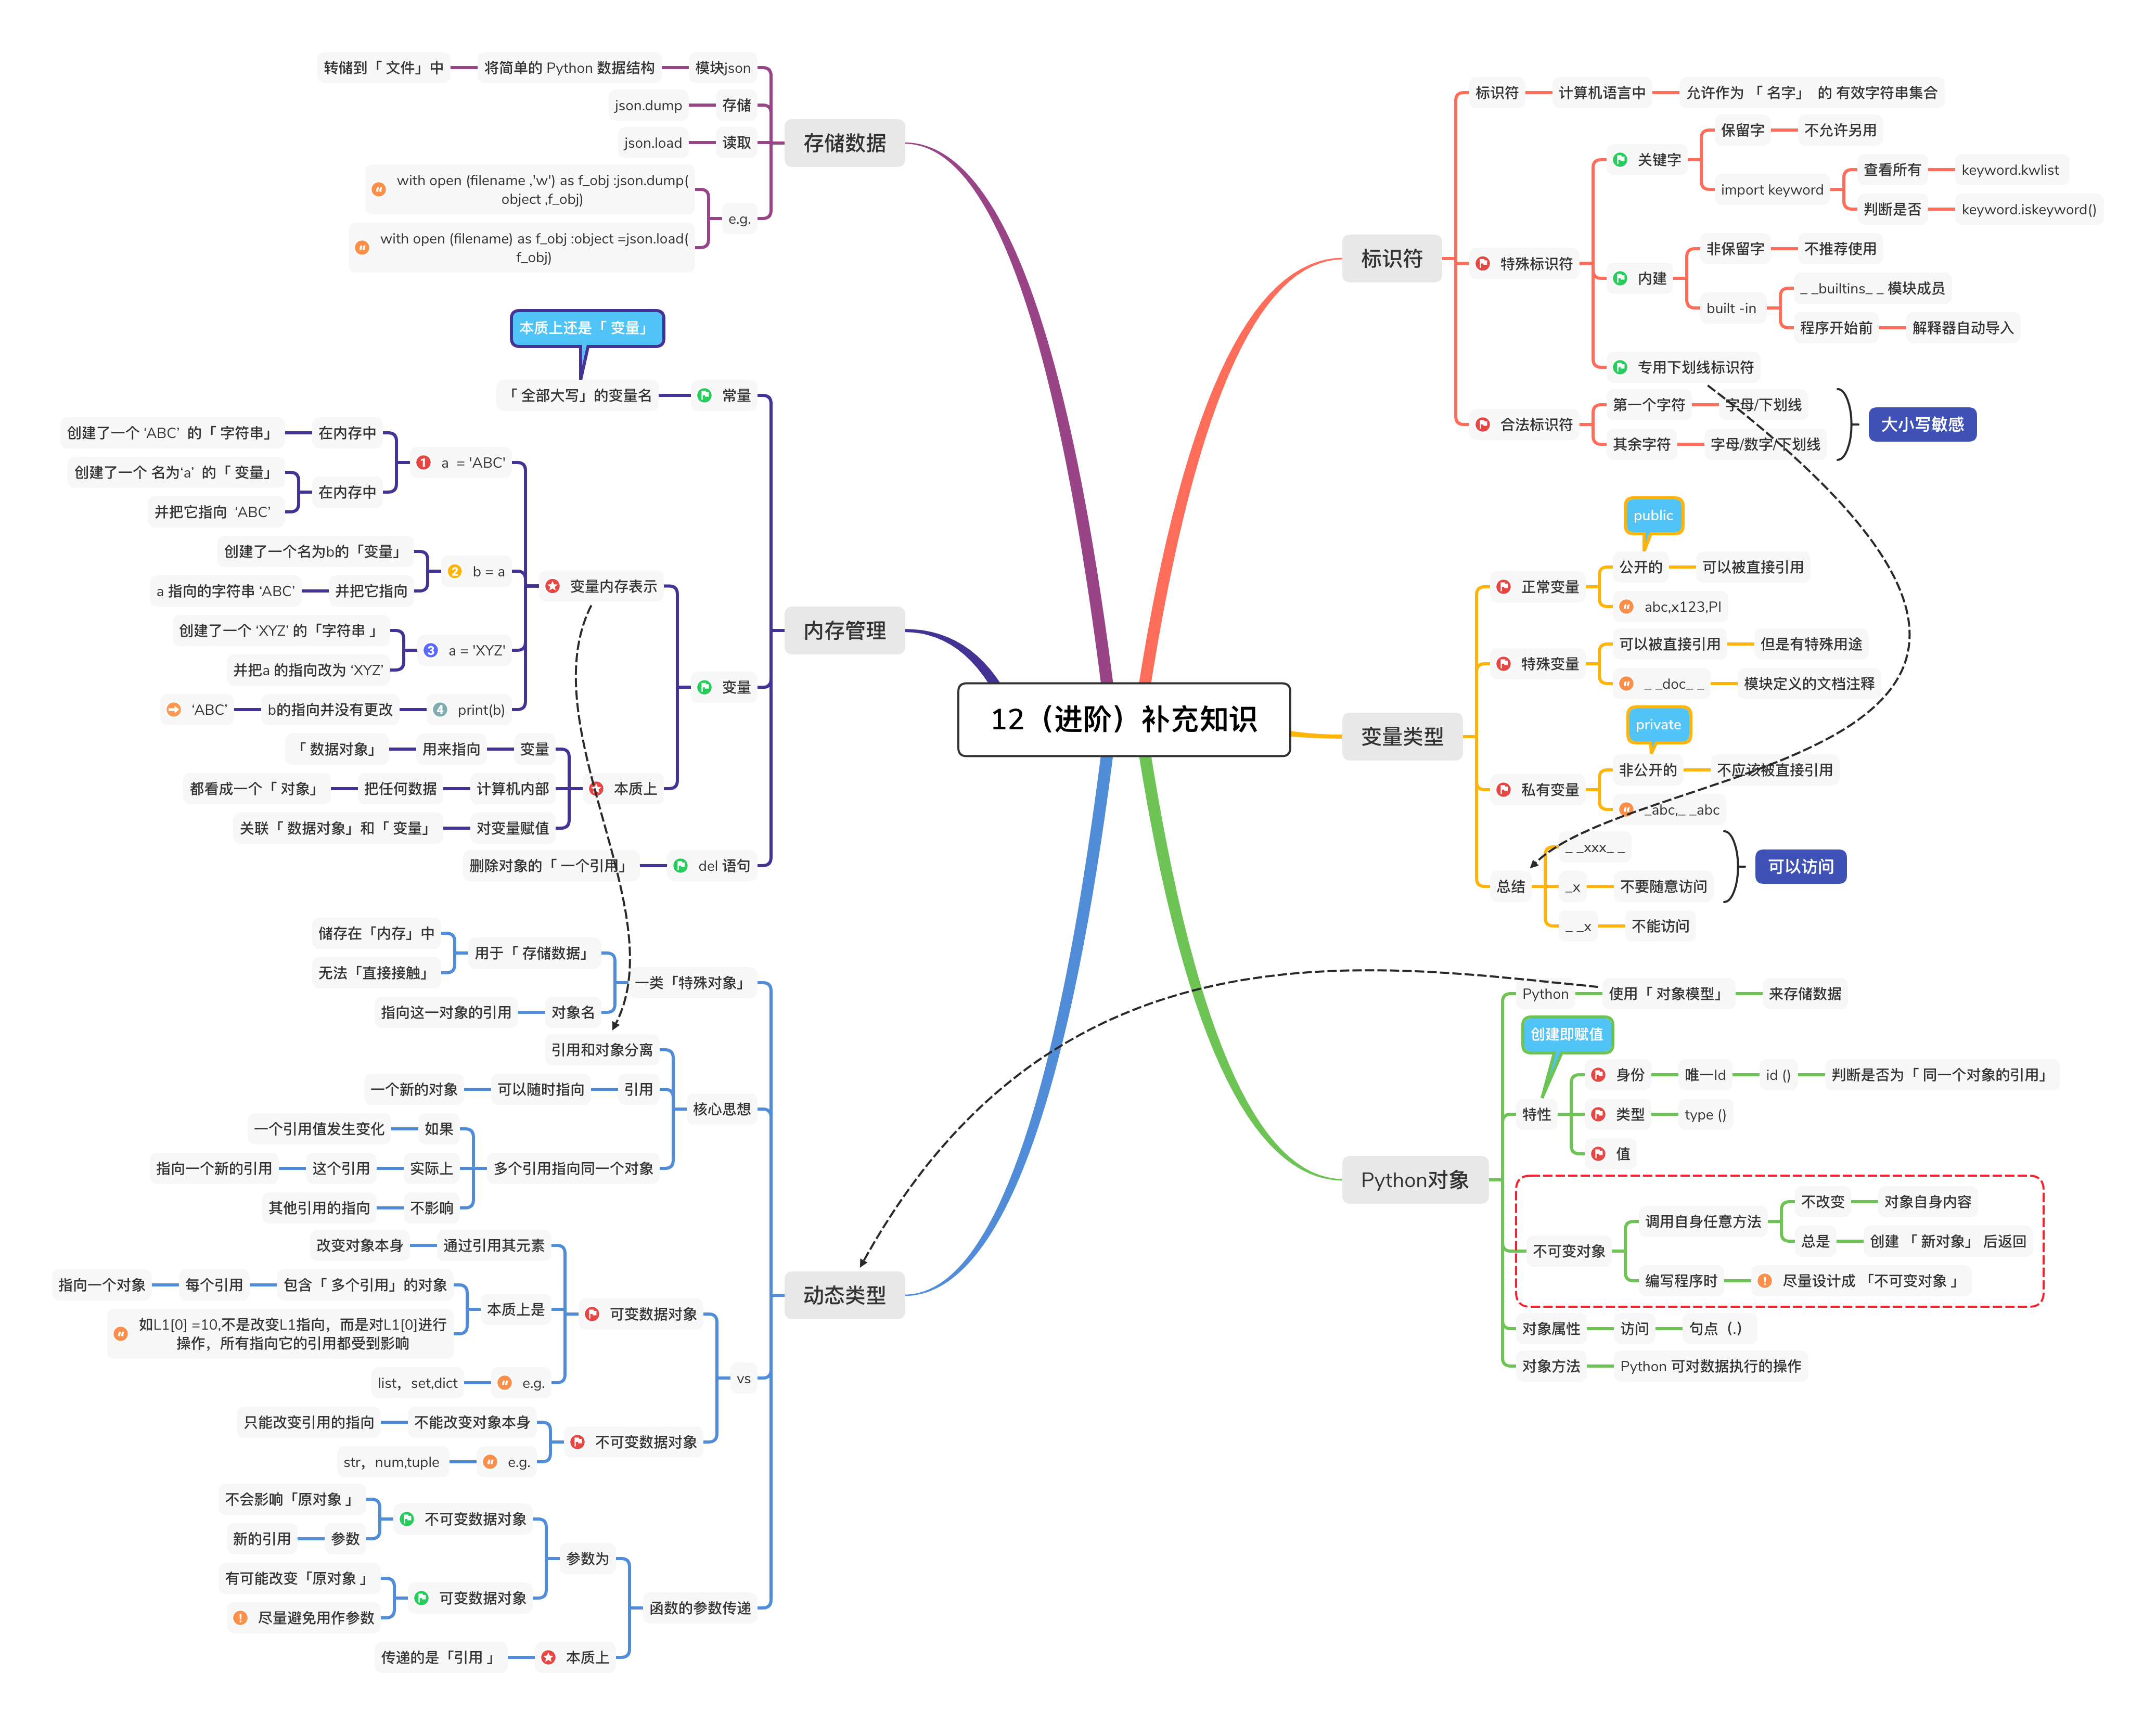 12（进阶）补充知识
标识符
标识符
计算机语言中
允许作为 「 名字」 的 有效字符串集合
特殊标识符
关键字
保留字
不允许另用
import keyword
查看所有
keyword.kwlist
判断是否
keyword.iskeyword()
内建
非保留字
不推荐使用
built -in
_ _builtins_ _ 模块成员
程序开始前
解释器自动导入
专用下划线标识符
合法标识符
第一个字符
字母/下划线
其余字符
字母/数字/下划线
大小写敏感
变量类型
正常变量
public
公开的
可以被直接引用
abc,x123,PI
特殊变量
可以被直接引用
但是有特殊用途
_ _doc_ _
模块定义的文档注释
私有变量
private
非公开的
不应该被直接引用
_abc,_ _abc
总结
_ _xxx_ _
_x
不要随意访问
可以访问
_ _x
不能访问
Python对象
Python
使用「 对象模型」
来存储数据
创建即赋值
特性
身份
唯一Id
id ()
判断是否为「 同一个对象的引用」
类型
type ()
值
不可变对象
调用自身任意方法
不改变
对象自身内容
总是
创建 「 新对象」 后返回
编写程序时
尽量设计成 「不可变对象 」
对象属性
访问
句点（.）
对象方法
Python 可对数据执行的操作
存储数据
模块json
将简单的 Python 数据结构
转储到「 文件」中
存储
json.dump
读取
json.load
e.g.
with open (filename ,'w') as f_obj :json.dump(
object ,f_obj)
with open (filename) as f_obj :object =json.load(
f_obj)
内存管理
常量
「 全部大写」的变量名
本质上还是「 变量」
变量
变量内存表示
1 a = 'ABC'
在内存中
创建了一个 ‘ABC’ 的「 字符串」
在内存中
创建了一个 名为‘a’ 的「 变量」
并把它指向 ‘ABC’
2 b = a
创建了一个名为b的「变量」
并把它指向
a 指向的字符串 ‘ABC’
3 a = 'XYZ'
创建了一个 ‘XYZ’ 的「字符串 」
并把a 的指向改为 ‘XYZ’
4 print(b)
b的指向并没有更改
‘ABC’
本质上
变量
用来指向
「 数据对象」
计算机内部
把任何数据
都看成一个「 对象」
对变量赋值
关联「 数据对象」和「 变量」
del 语句
删除对象的「 一个引用」
动态类型
一类「特殊对象」
用于「 存储数据」
储存在「内存」中
无法「直接接触」
对象名
指向这一对象的引用
核心思想
引用和对象分离
引用
可以随时指向
一个新的对象
多个引用指向同一个对象
如果
一个引用值发生变化
实际上
这个引用
指向一个新的引用
不影响
其他引用的指向
vs
可变数据对象
通过引用其元素
改变对象本身
本质上是
包含「 多个引用」的对象
每个引用
指向一个对象
如L1[0] =10,不是改变L1指向，而是对L1[0]进行
操作，所有指向它的引用都受到影响
e.g.
list，set,dict
不可变数据对象
不能改变对象本身
只能改变引用的指向
e.g.
str，num,tuple
函数的参数传递
参数为
不可变数据对象
不会影响「原对象 」
参数
新的引用
可变数据对象
有可能改变「原对象 」
尽量避免用作参数
本质上
传递的是「引用 」